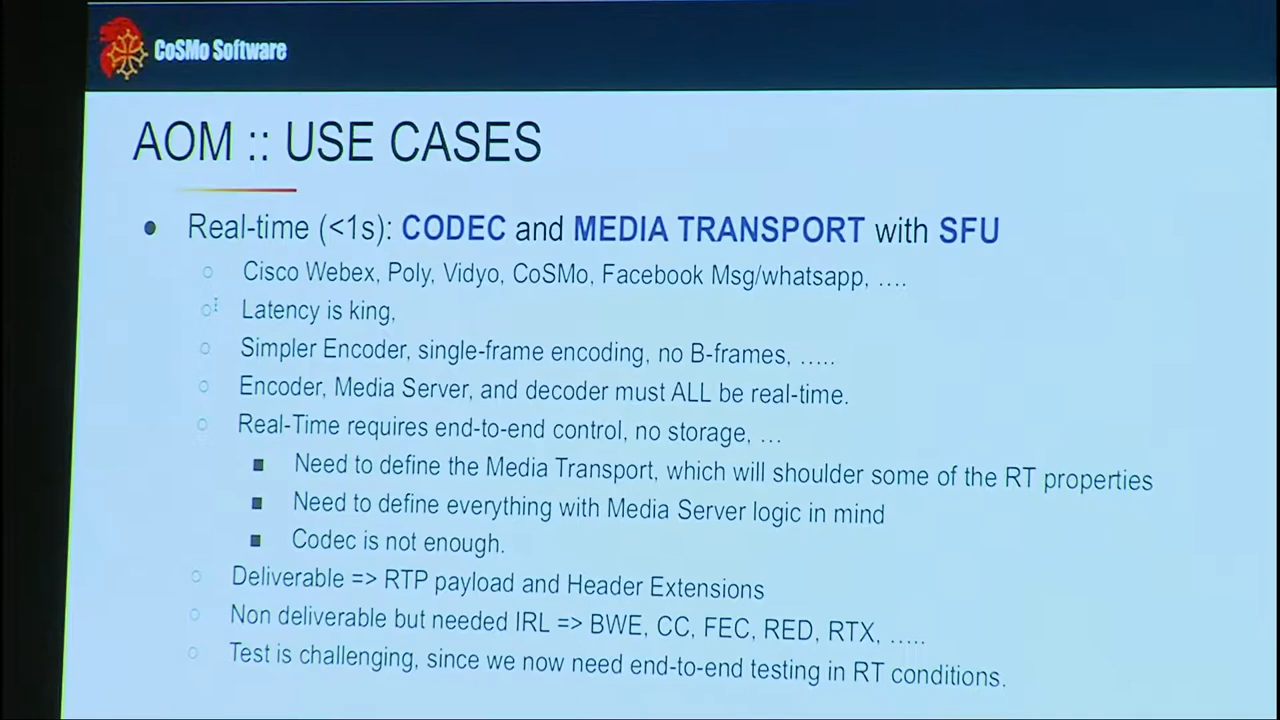 CoSMo Software
AOM :: USE CASES
● Real-time (<1s): CODEC and MEDIA TRANSPORT with SFU
○ Cisco Webex, Poly, Vidyo, CoSMo, Facebook Msg/whatsapp, ....
○ Latency is king,
○ Simpler Encoder, single-frame encoding, no B-frames, .....
○ Encoder, Media Server, and decoder must ALL be real-time.
○ Real-Time requires end-to-end control, no storage, ...
■ Need to define the Media Transport, which will shoulder some of the RT properties
■ Need to define everything with Media Server logic in mind
■ Codec is not enough.
○ Deliverable => RTP payload and Header Extensions
○ Non deliverable but needed IRL => BWE, CC, FEC, RED, RTX, .....
○ Test is challenging, since we now need end-to-end testing in RT conditions.